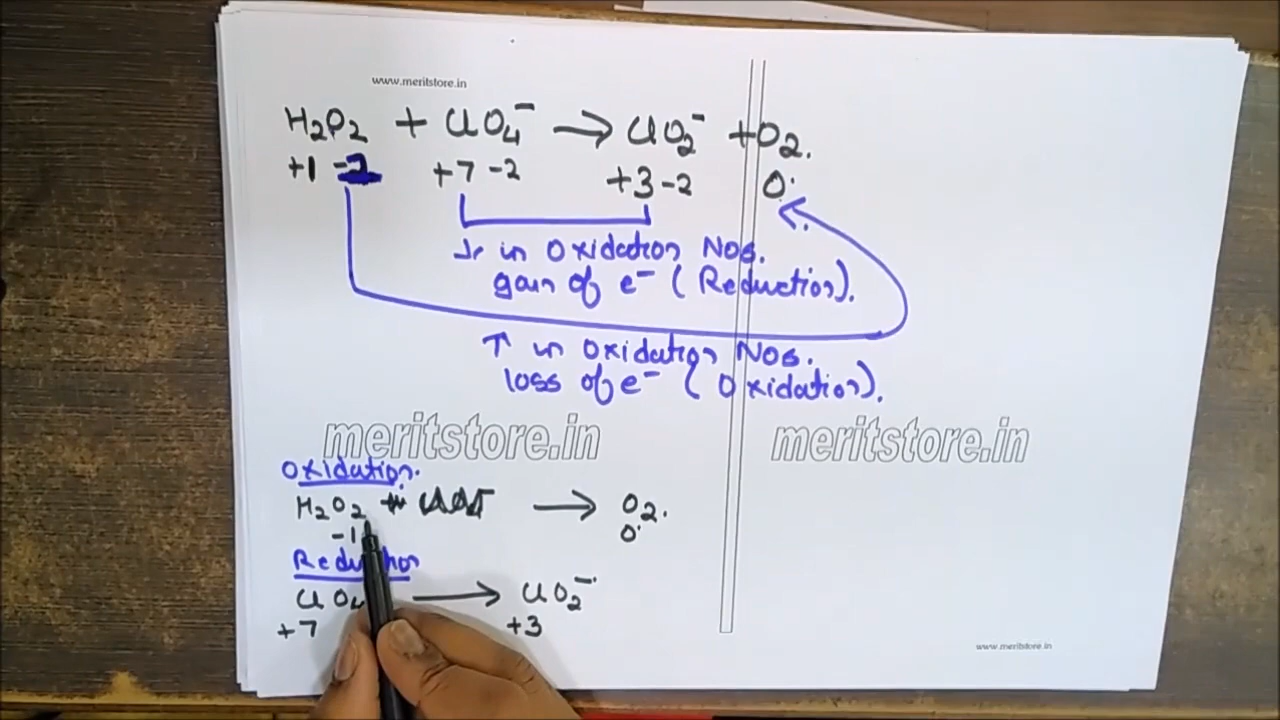 www.meritstore.in
H₂O₂ + ClO₄⁻ → ClO₂⁻ + O₂.
+1 -2 +7 -2 +3 -2 0
↓ in Oxidation Nos.
gain of e⁻ (Reduction).
↑ in Oxidation Nos.
loss of e⁻ (Oxidation).
meritstore.in meritstore.in
Oxidation.
H₂O₂ → O₂.
-1 0
Reduction
ClO₄ → ClO₂⁻
+7 +3
www.meritstore.in